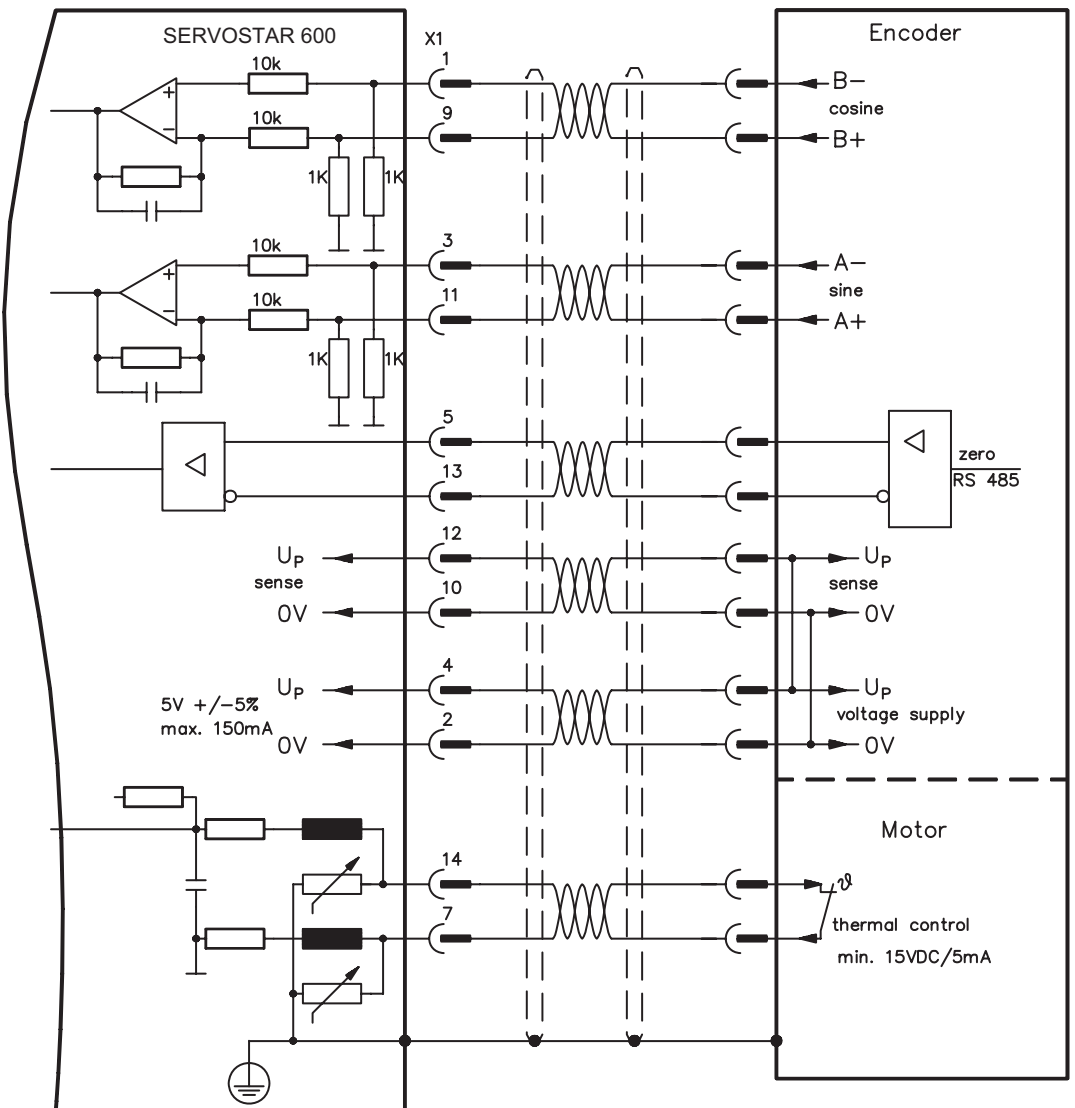 SERVOSTAR 600
X1
Encoder
10k
1
B-
cosine
10k
9
B+
+
-
1K
1K
10k
3
A-
sine
10k
11
A+
+
-
1K
1K
5
zero
13
RS 485
UP
12
UP
sense
sense
0V
10
0V
UP
4
UP
5V +/-5%
voltage supply
max. 150mA
0V
2
0V
Motor
14
ϑ
7
thermal control
min. 15VDC/5mA